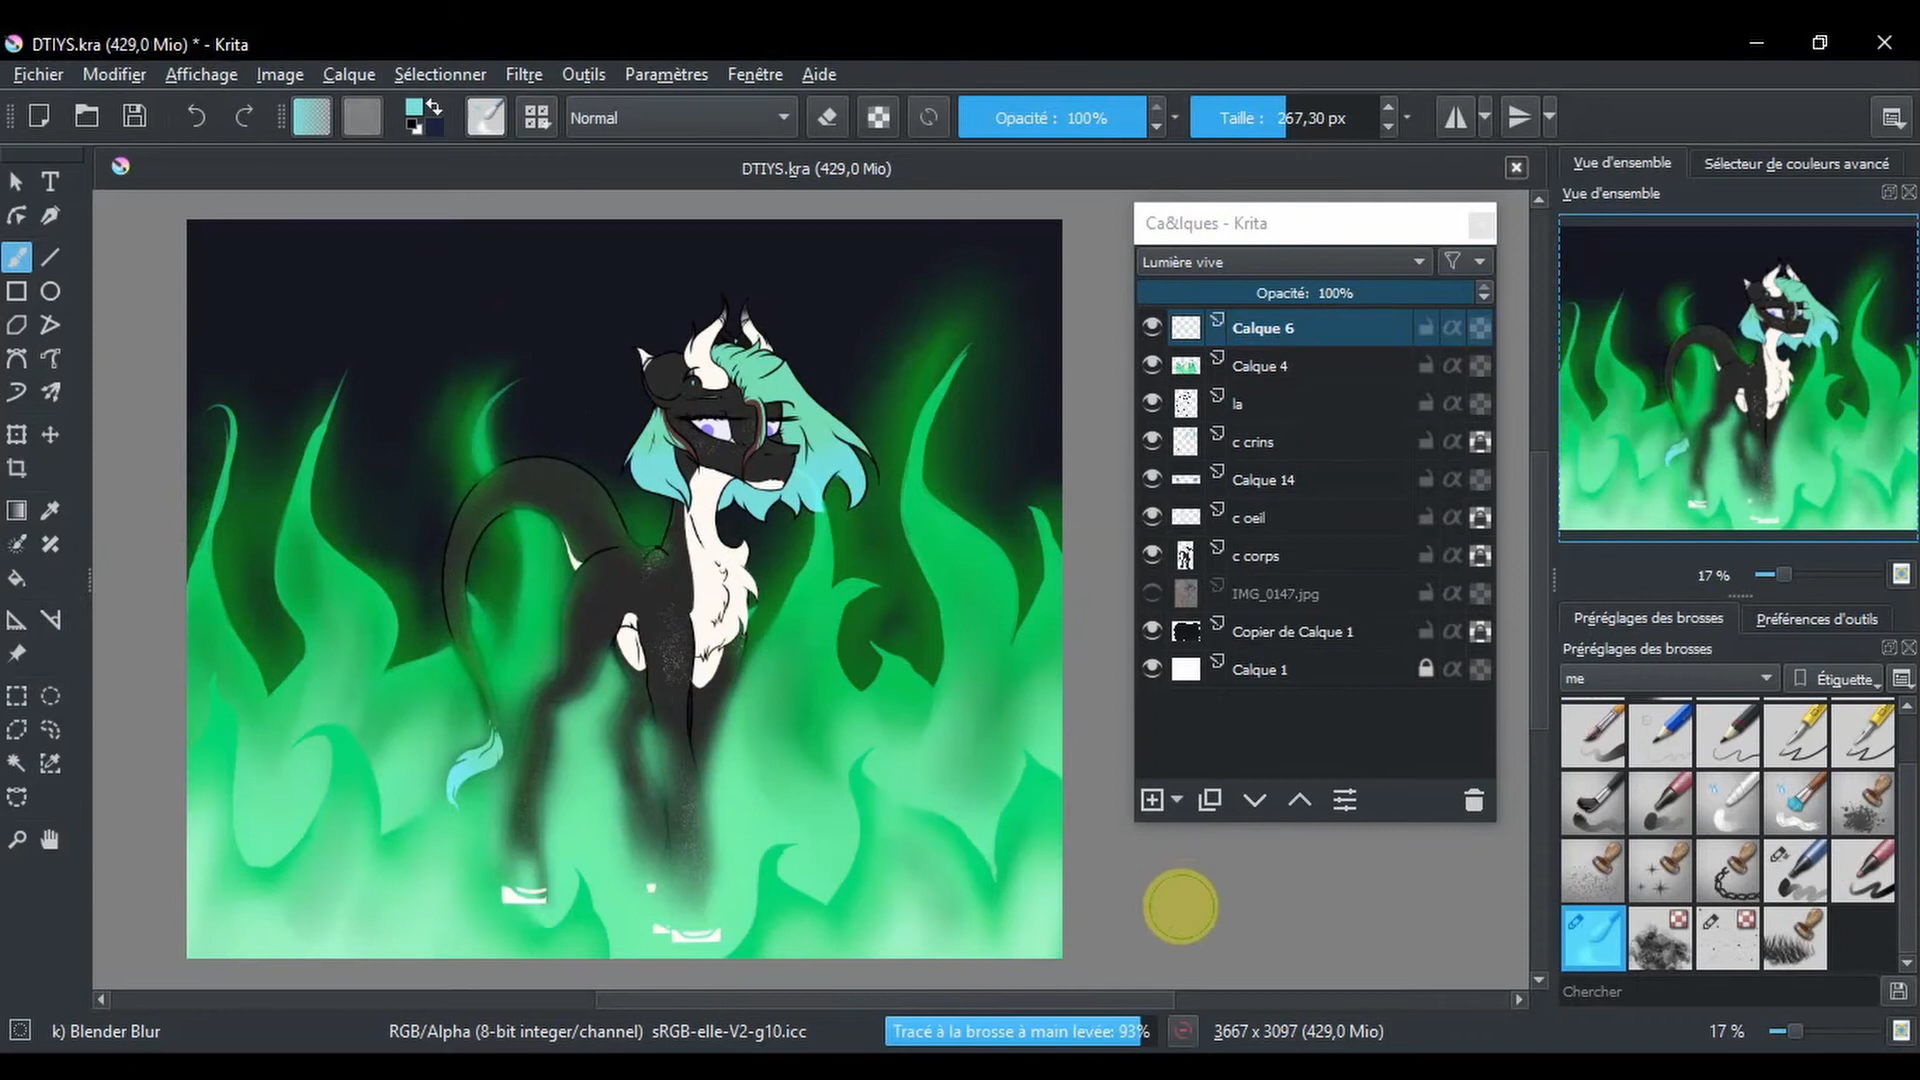 DTIYS.kra (429,0 Mio) * - Krita
Fichier Modifier Affichage Image Calque Sélectionner Filtre Outils Paramètres Fenêtre Aide
Normal
Opacité : 100%
Taille : 267,30 px
DTIYS.kra (429,0 Mio)
Vue d'ensemble
Sélecteur de couleurs avancé
Vue d'ensemble
Ca&lques - Krita
Lumière vive
Opacité: 100%
Calque 6
Calque 4
la
c crins
Calque 14
c oeil
c corps
IMG_0147.jpg
Copier de Calque 1
Calque 1
17 %
Préréglages des brosses
Préférences d'outils
Préréglages des brosses
me
Étiquette
Chercher
k) Blender Blur
RGB/Alpha (8-bit integer/channel) sRGB-elle-V2-g10.icc
Tracé à la brosse à main levée: 93%
3667 x 3097 (429,0 Mio)
17 %